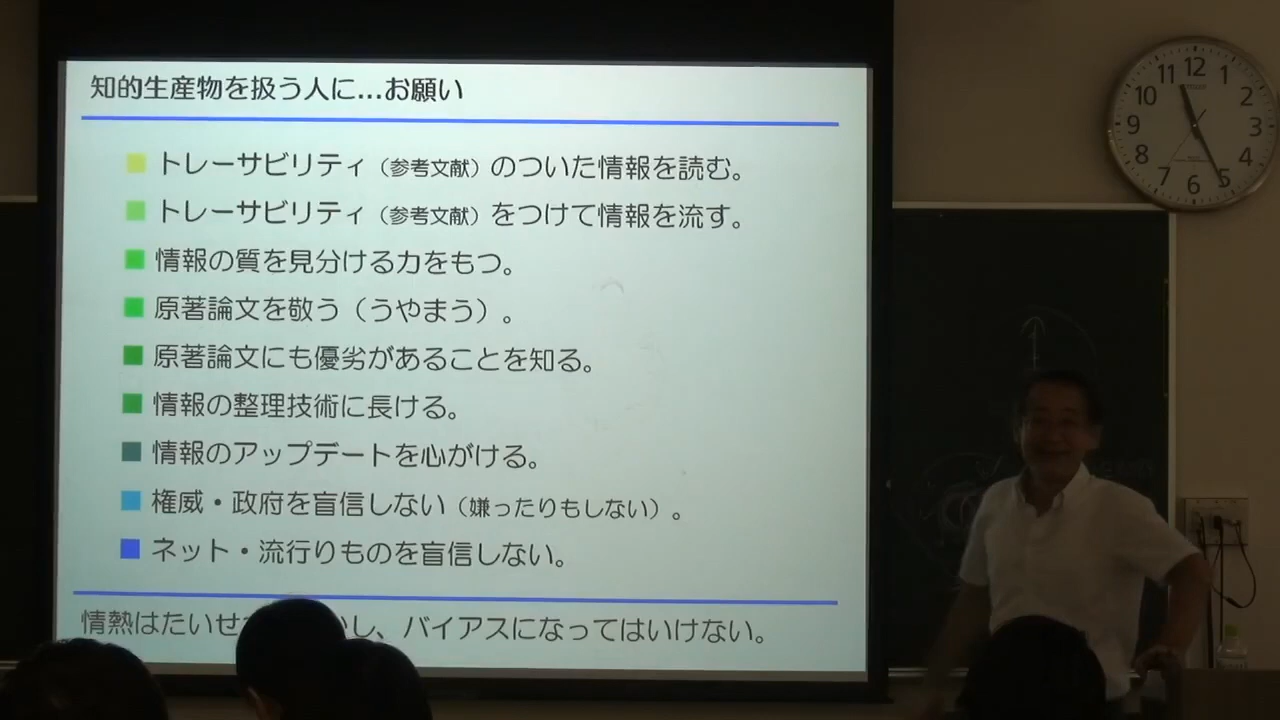 知的生産物を扱う人に…お願い
トレーサビリティ（参考文献）のついた情報を読む。
トレーサビリティ（参考文献）をつけて情報を流す。
情報の質を見分ける力をもつ。
原著論文を敬う（うやまう）。
原著論文にも優劣があることを知る。
情報の整理技術に長ける。
情報のアップデートを心がける。
権威・政府を盲信しない（嫌ったりもしない）。
ネット・流行りものを盲信しない。
情熱はたいせ かし、バイアスになってはいけない。
12
1
2
3
4
5
6
7
8
9
10
11